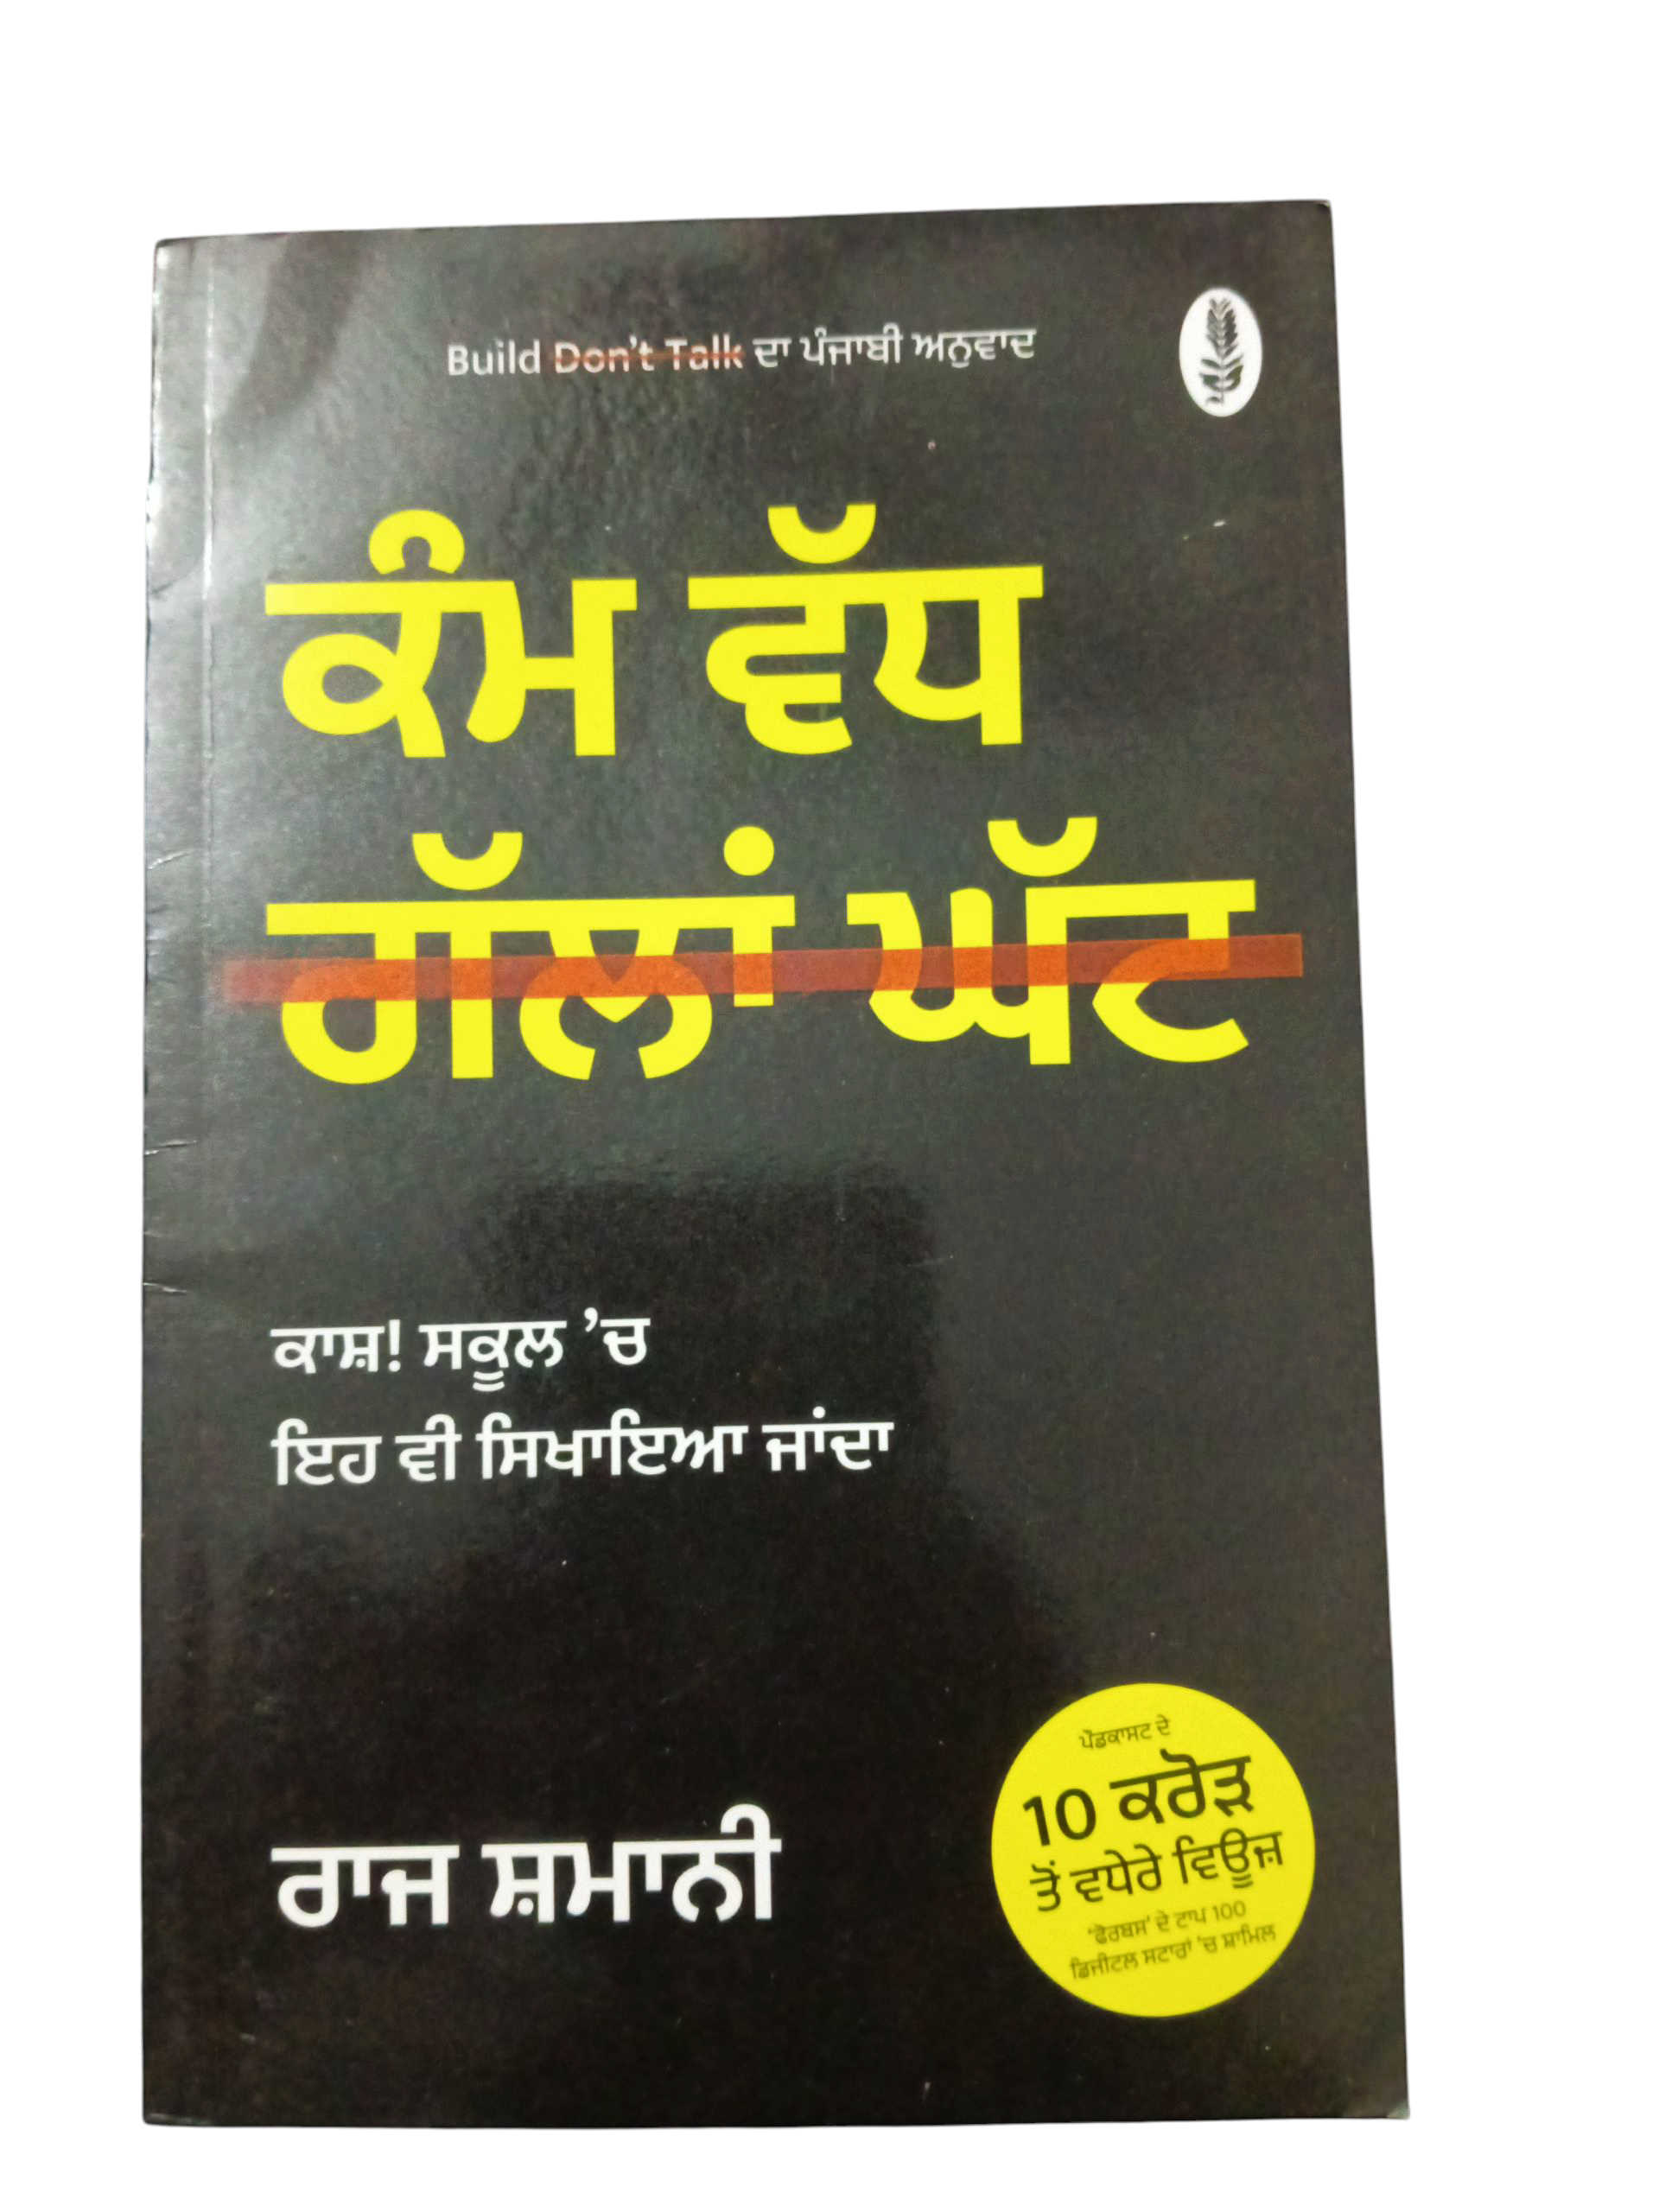 Build Don't Talk ਦਾ ਪੰਜਾਬੀ ਅਨੁਵਾਦ
ਕੰਮ ਵੱਧ
ਗੱਲਾਂ ਘੱਟ
ਕਾਸ਼! ਸਕੂਲ ’ਚ
ਇਹ ਵੀ ਸਿਖਾਇਆ ਜਾਂਦਾ
ਰਾਜ ਸ਼ਮਾਨੀ
ਪੌਡਕਾਸਟ ਦੇ
10 ਕਰੋੜ
ਤੋਂ ਵਧੇਰੇ ਵਿਊਜ਼
‘ਫੋਰਬਸ’ ਦੇ ਟਾਪ 100
ਡਿਜੀਟਲ ਸਟਾਰਾਂ ’ਚ ਸ਼ਾਮਿਲ